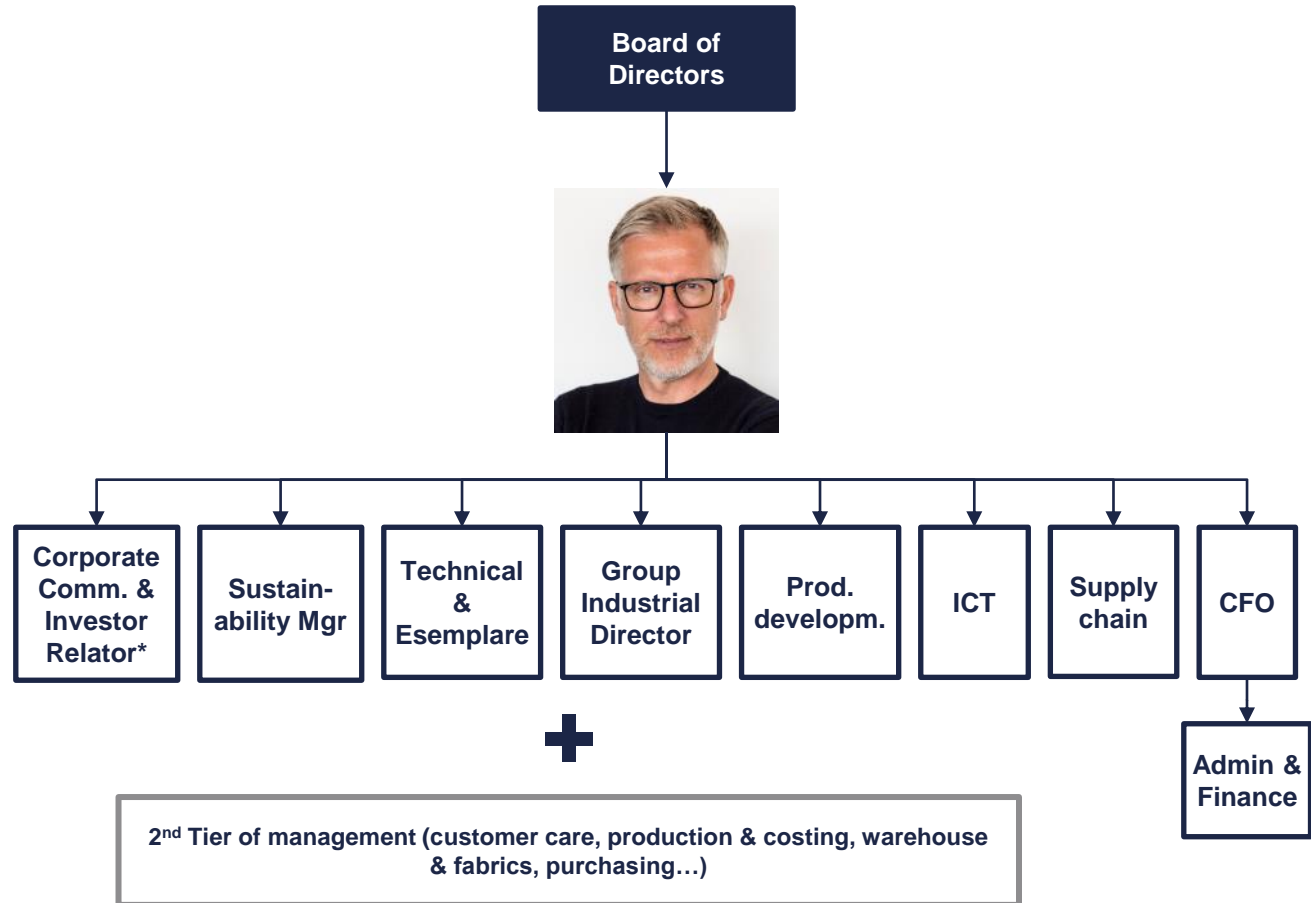 Board of
Directors
Corporate
Comm. &
Investor
Relator*
Sustain-
ability Mgr
Technical
&
Esemplare
Group
Industrial
Director
Prod.
developm.
ICT
Supply
chain
CFO
Admin &
Finance
2nd Tier of management (customer care, production & costing, warehouse
& fabrics, purchasing…)